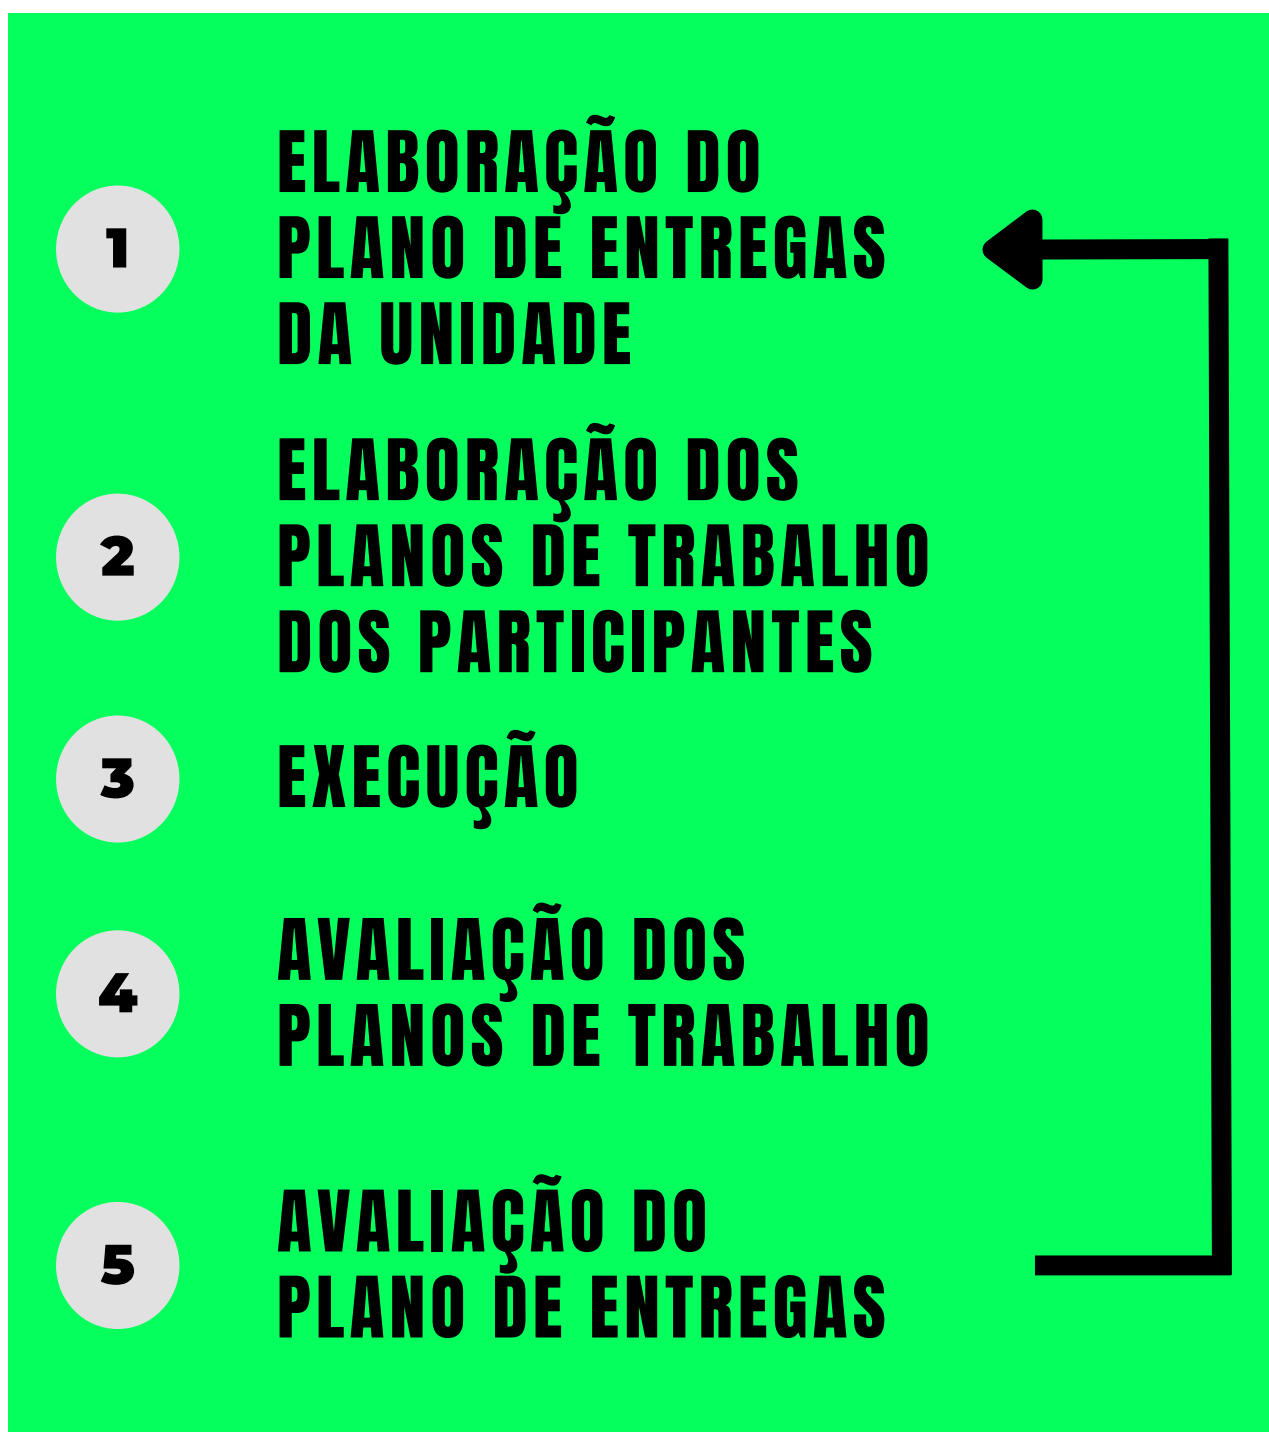 1
ELABORAÇÃO DO
PLANO DE ENTREGAS
DA UNIDADE
2
ELABORAÇÃO DOS
PLANOS DE TRABALHO
DOS PARTICIPANTES
3
EXECUÇÃO
4
AVALIAÇÃO DOS
PLANOS DE TRABALHO
5
AVALIAÇÃO DO
PLANO DE ENTREGAS